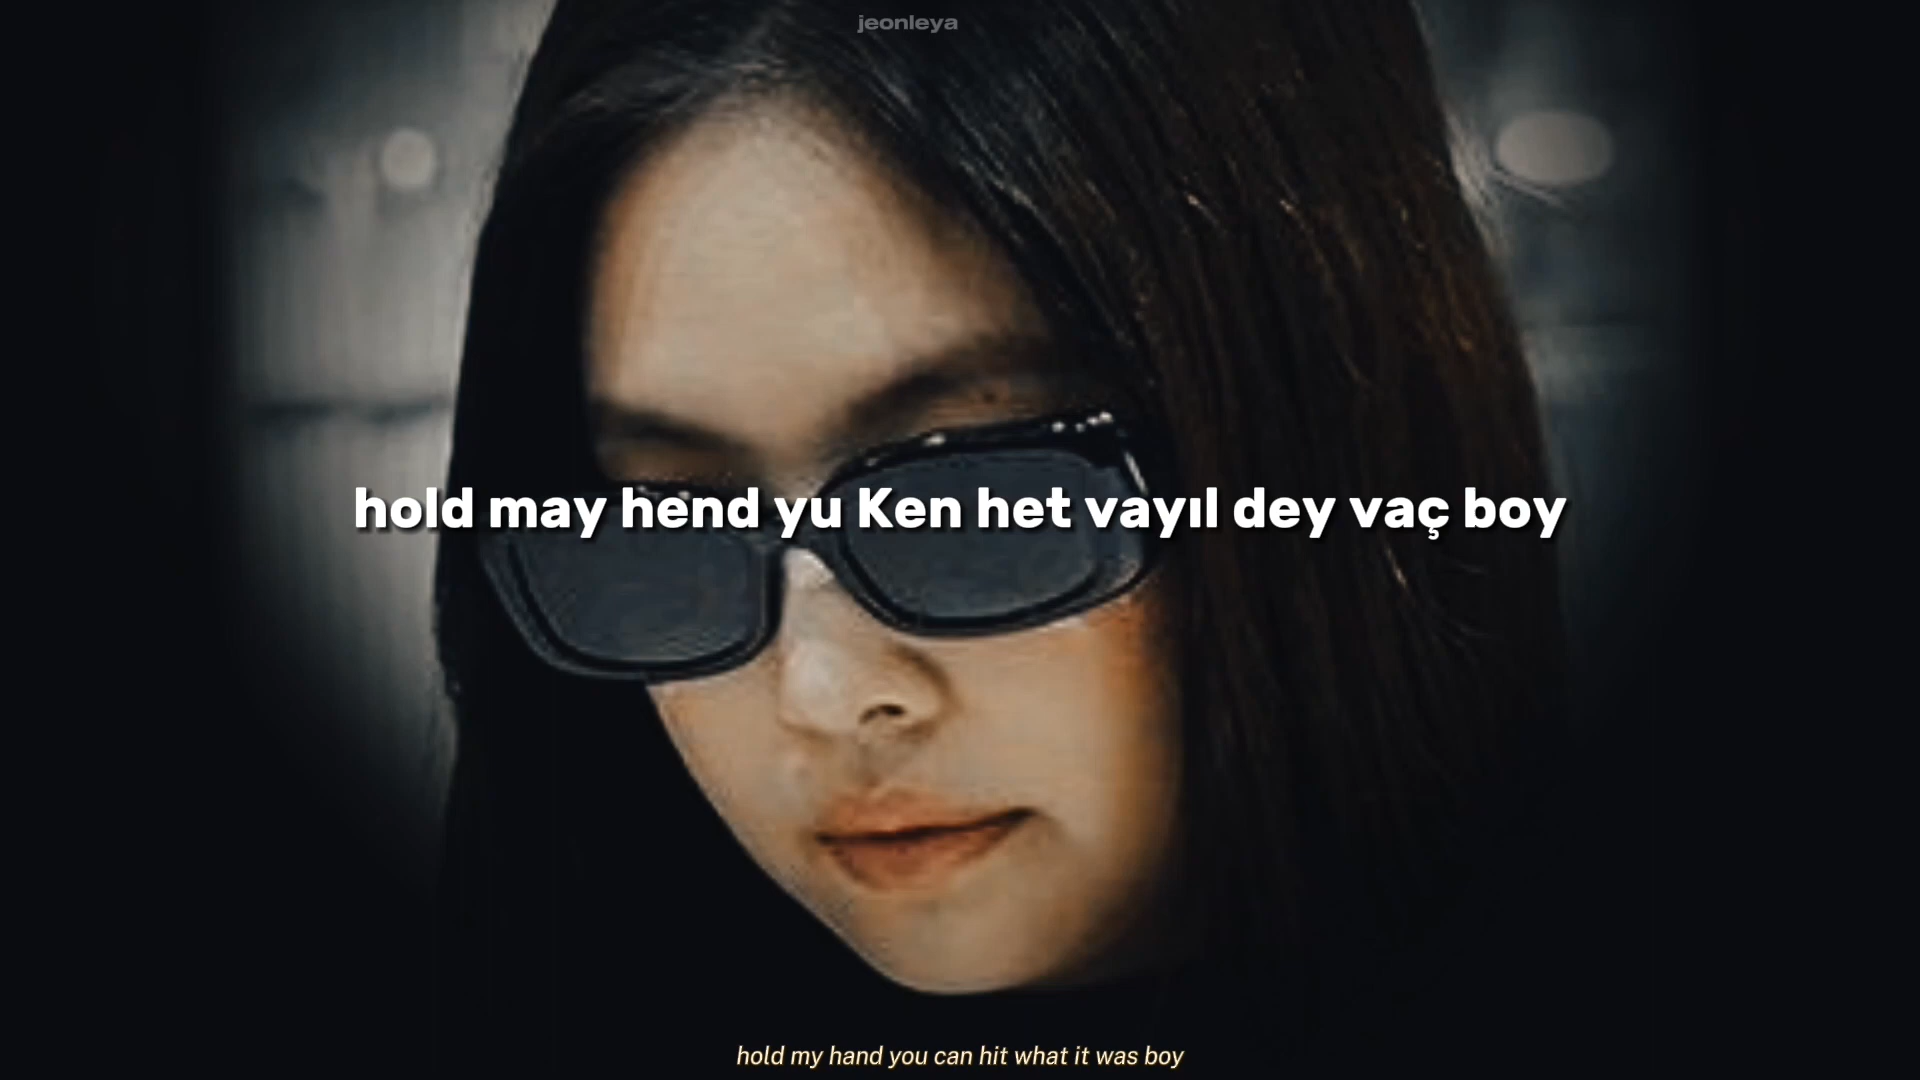 jeonleya
hold may hend yu Ken het vayıl dey vaç boy
hold my hand you can hit what it was boy